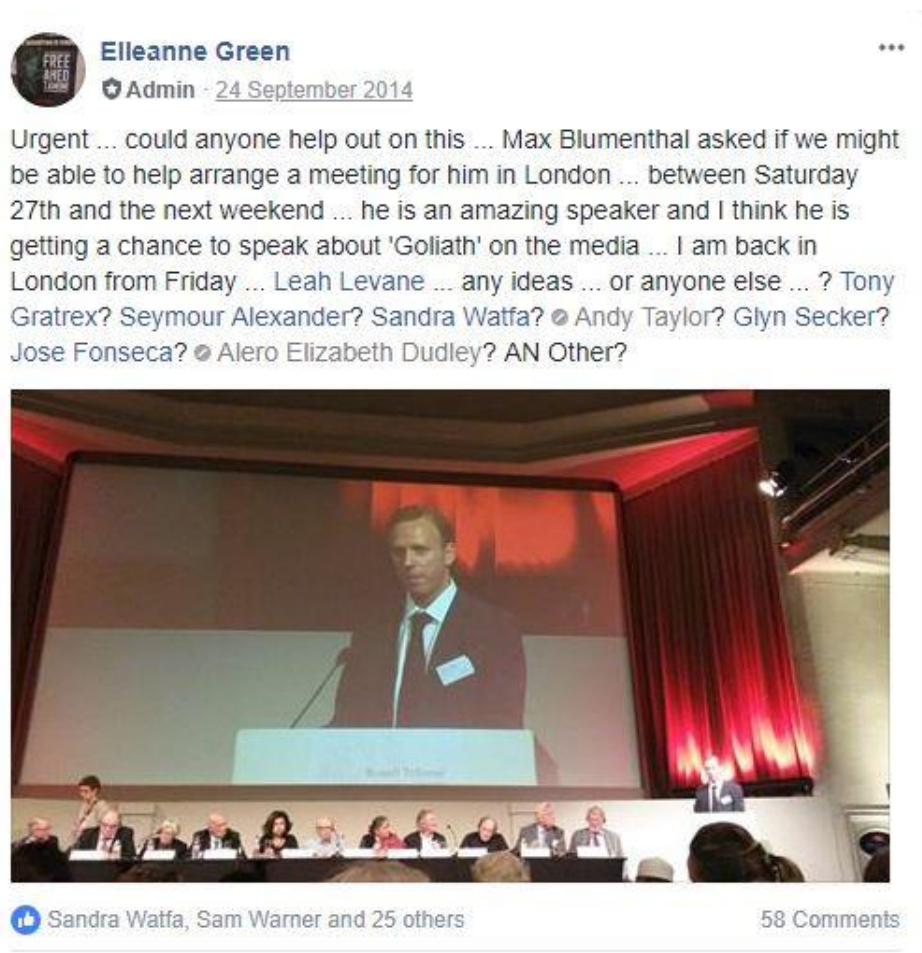 Elleanne Green
Admin · 24 September 2014
Urgent ... could anyone help out on this ... Max Blumenthal asked if we might
be able to help arrange a meeting for him in London ... between Saturday
27th and the next weekend ... he is an amazing speaker and I think he is
getting a chance to speak about 'Goliath' on the media ... I am back in
London from Friday ... Leah Levane ... any ideas ... or anyone else ... ? Tony
Gratrex? Seymour Alexander? Sandra Watfa? Andy Taylor? Glyn Secker?
Jose Fonseca? Alero Elizabeth Dudley? AN Other?
Sandra Watfa, Sam Warner and 25 others
58 Comments